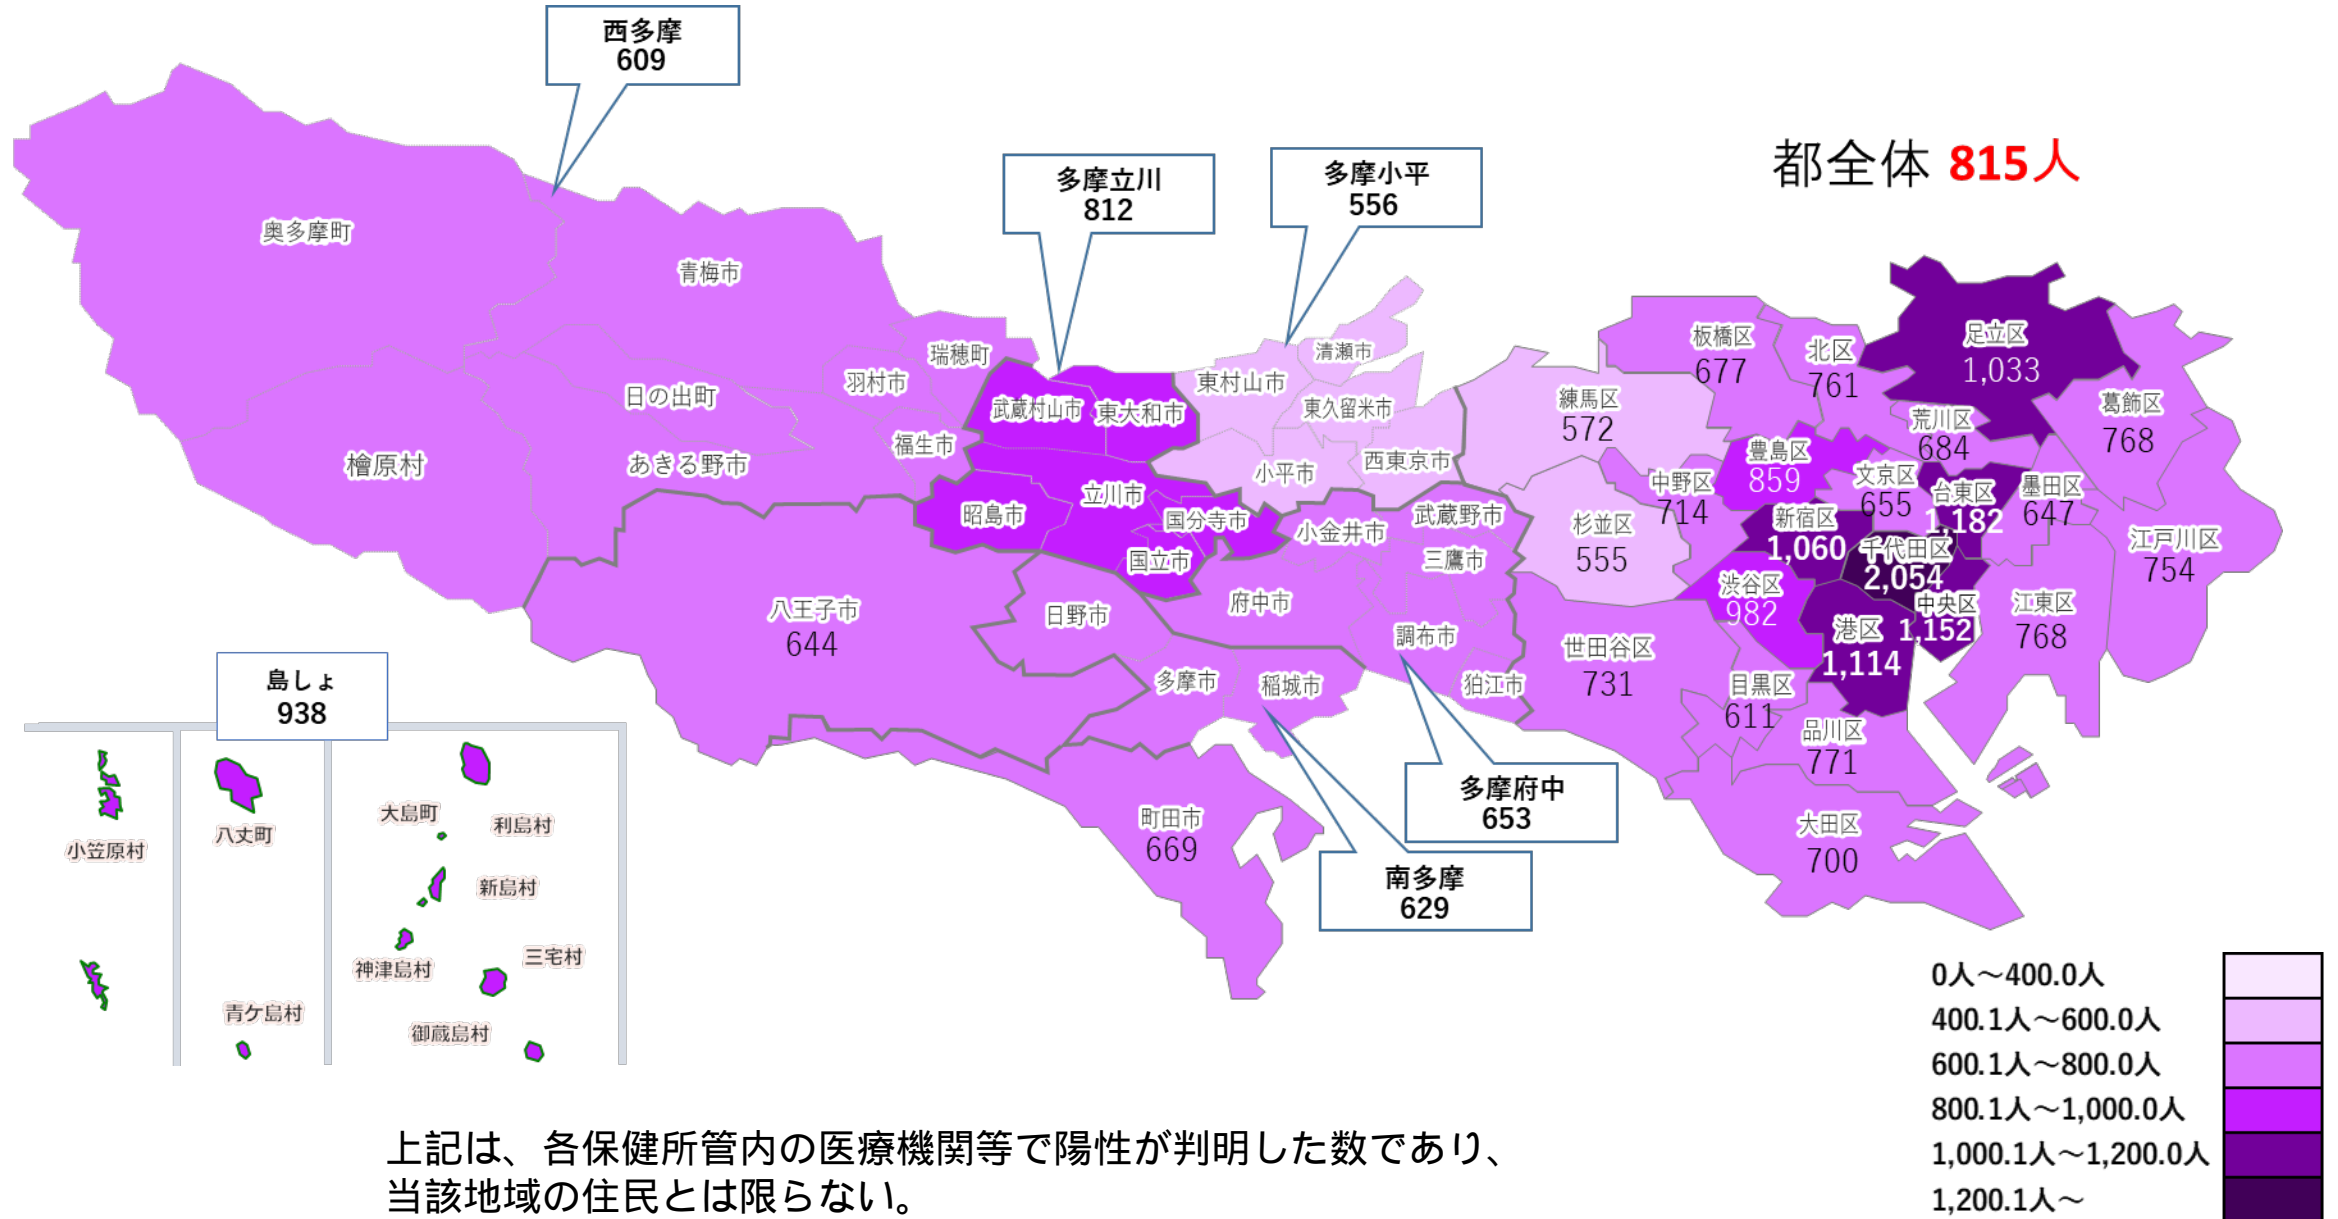 西多摩
609
多摩立川
812
多摩小平
556
都全体 815人
奥多摩町
青梅市
瑞穂町
羽村市
日の出町
檜原村
あきる野市
福生市
武蔵村山市
東大和市
立川市
昭島市
国分寺市
国立市
東村山市
清瀬市
東久留米市
小平市
西東京市
小金井市
武蔵野市
三鷹市
府中市
調布市
狛江市
八王子市
644
日野市
多摩市
稲城市
町田市
669
多摩府中
653
南多摩
629
練馬区
572
杉並区
555
中野区
714
板橋区
677
北区
761
足立区
1,033
荒川区
684
葛飾区
768
豊島区
859
文京区
655
台東区
1,182
墨田区
647
新宿区
1,060
千代田区
2,054
中央区
1,152
江戸川区
754
渋谷区
982
港区
1,114
江東区
768
世田谷区
731
目黒区
611
品川区
771
大田区
700
島しょ
938
小笠原村
八丈町
青ケ島村
大島町
利島村
新島村
神津島村
三宅村
御蔵島村
0人～400.0人
400.1人～600.0人
600.1人～800.0人
800.1人～1,000.0人
1,000.1人～1,200.0人
1,200.1人～
上記は、各保健所管内の医療機関等で陽性が判明した数であり、
当該地域の住民とは限らない。